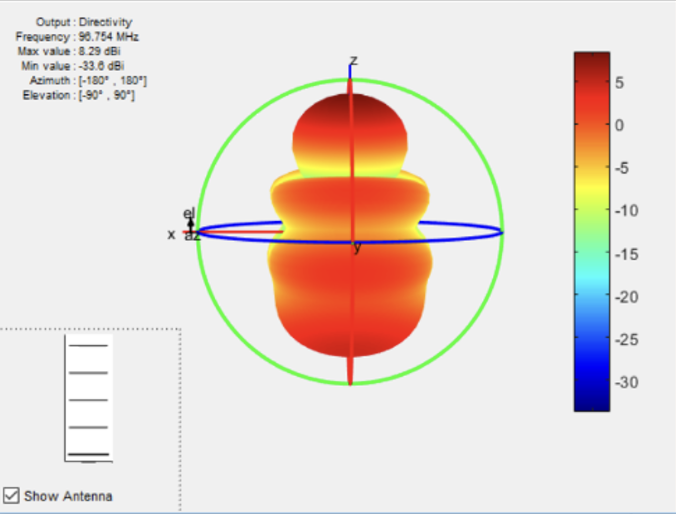 Output : Directivity
Frequency : 96.754 MHz
Max value : 8.29 dBi
Min value : -33.6 dBi
Azimuth : [-180° , 180°]
Elevation : [-90° , 90°]
z
el
x az
y
5
0
-5
-10
-15
-20
-25
-30
Show Antenna